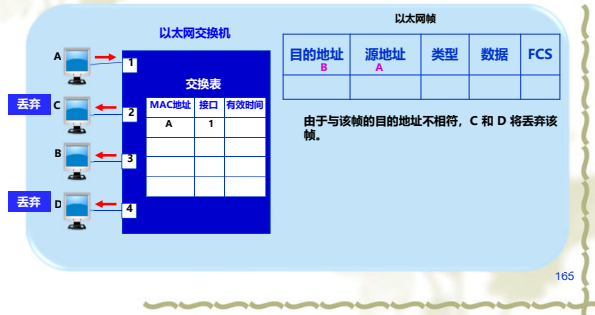 以太网交换机
A
1
丢弃
C
2
B
3
丢弃
D
4
交换表
MAC地址 接口 有效时间
A 1
以太网帧
目的地址 源地址 类型 数据 FCS
B A
由于与该帧的目的地址不相符，C 和 D 将丢弃该
帧。
165